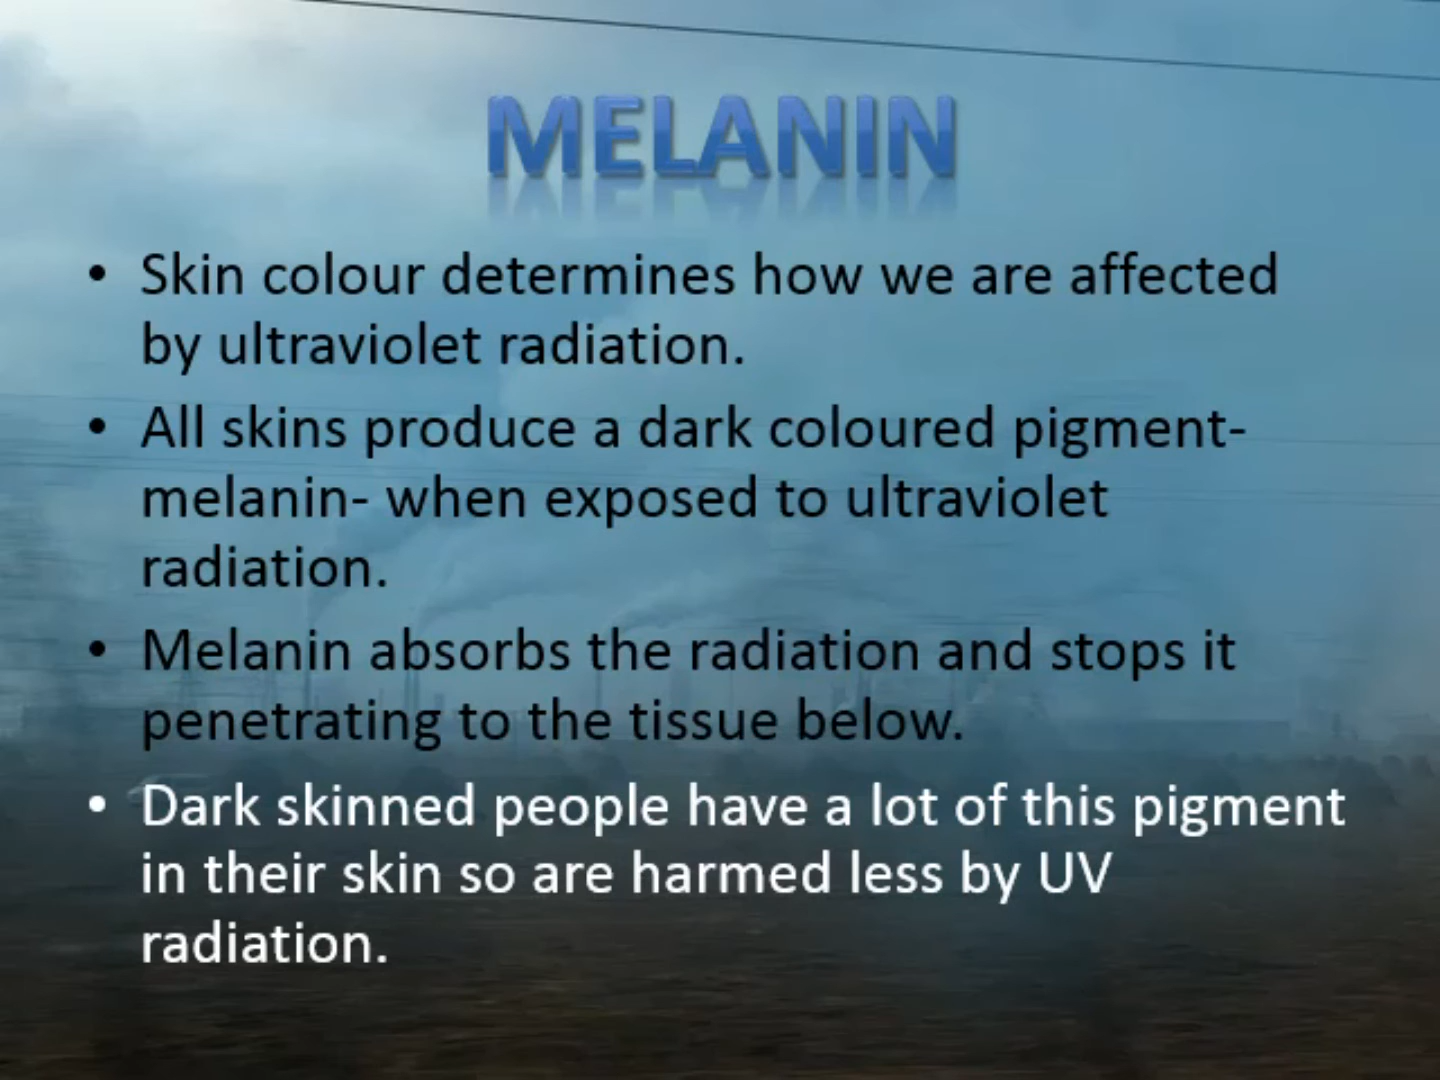 MELANIN
• Skin colour determines how we are affected
by ultraviolet radiation.
• All skins produce a dark coloured pigment-
melanin- when exposed to ultraviolet
radiation.
• Melanin absorbs the radiation and stops it
penetrating to the tissue below.
• Dark skinned people have a lot of this pigment
in their skin so are harmed less by UV
radiation.